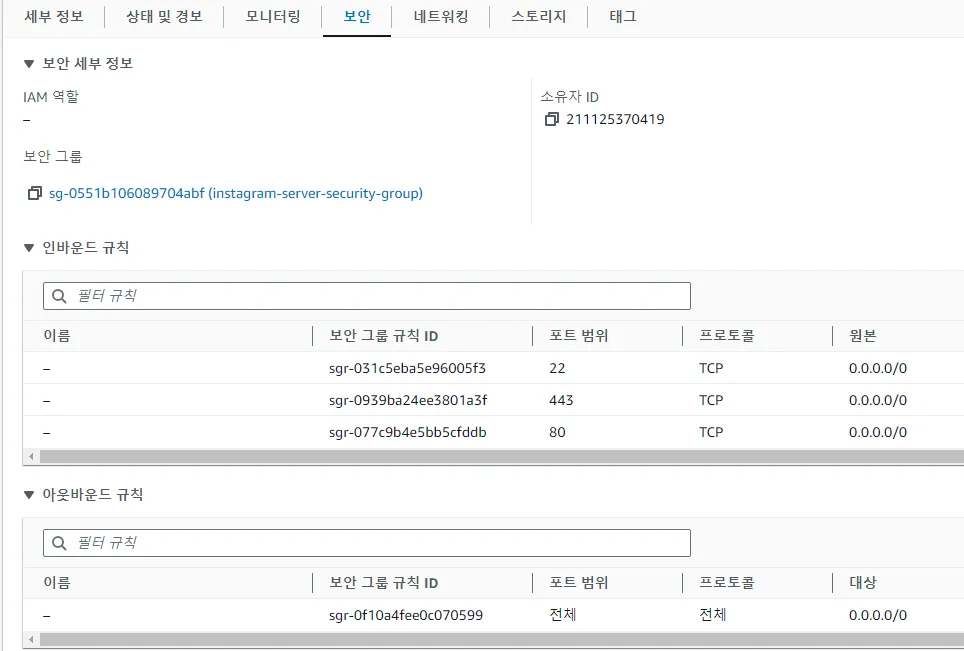 세부 정보 상태 및 경보 모니터링 보안 네트워킹 스토리지 태그
보안 세부 정보
IAM 역할
–
소유자 ID
211125370419
보안 그룹
sg-0551b106089704abf (instagram-server-security-group)
인바운드 규칙
필터 규칙
이름 보안 그룹 규칙 ID 포트 범위 프로토콜 원본
– sgr-031c5eba5e96005f3 22 TCP 0.0.0.0/0
– sgr-0939ba24ee3801a3f 443 TCP 0.0.0.0/0
– sgr-077c9b4e5bb5cfddb 80 TCP 0.0.0.0/0
아웃바운드 규칙
필터 규칙
이름 보안 그룹 규칙 ID 포트 범위 프로토콜 대상
– sgr-0f10a4fee0c070599 전체 전체 0.0.0.0/0